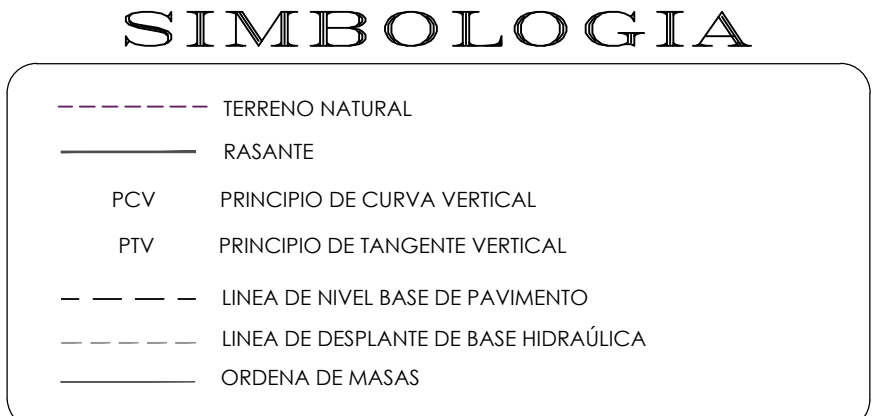 SIMBOLOGIA
TERRENO NATURAL
RASANTE
PCV PRINCIPIO DE CURVA VERTICAL
PTV PRINCIPIO DE TANGENTE VERTICAL
LINEA DE NIVEL BASE DE PAVIMENTO
LINEA DE DESPLANTE DE BASE HIDRAÚLICA
ORDENA DE MASAS